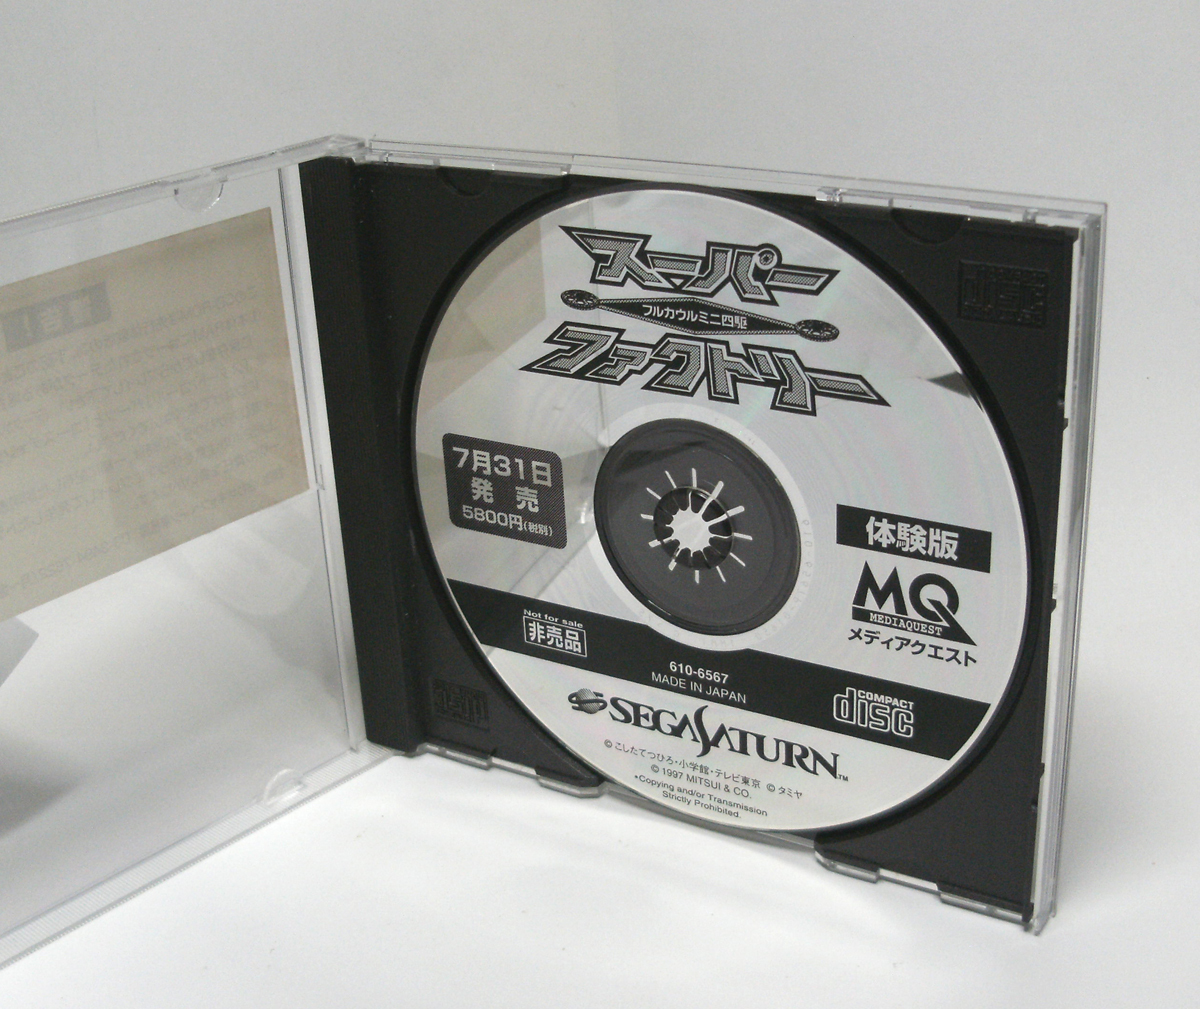 スーパー
フルカウルミニ四駆
ファクトリー
7月31日
発売
5800円(税別)
体験版
MQ
MEDIAQUEST
メディアクエスト
Not for sale
非売品
610-6567
MADE IN JAPAN
COMPACT
disc
SEGASATURN™
© こしたてつひろ・小学館・テレビ東京 © タミヤ
© 1997 MITSUI & CO.
*Copying and/or Transmission
Strictly Prohibited.